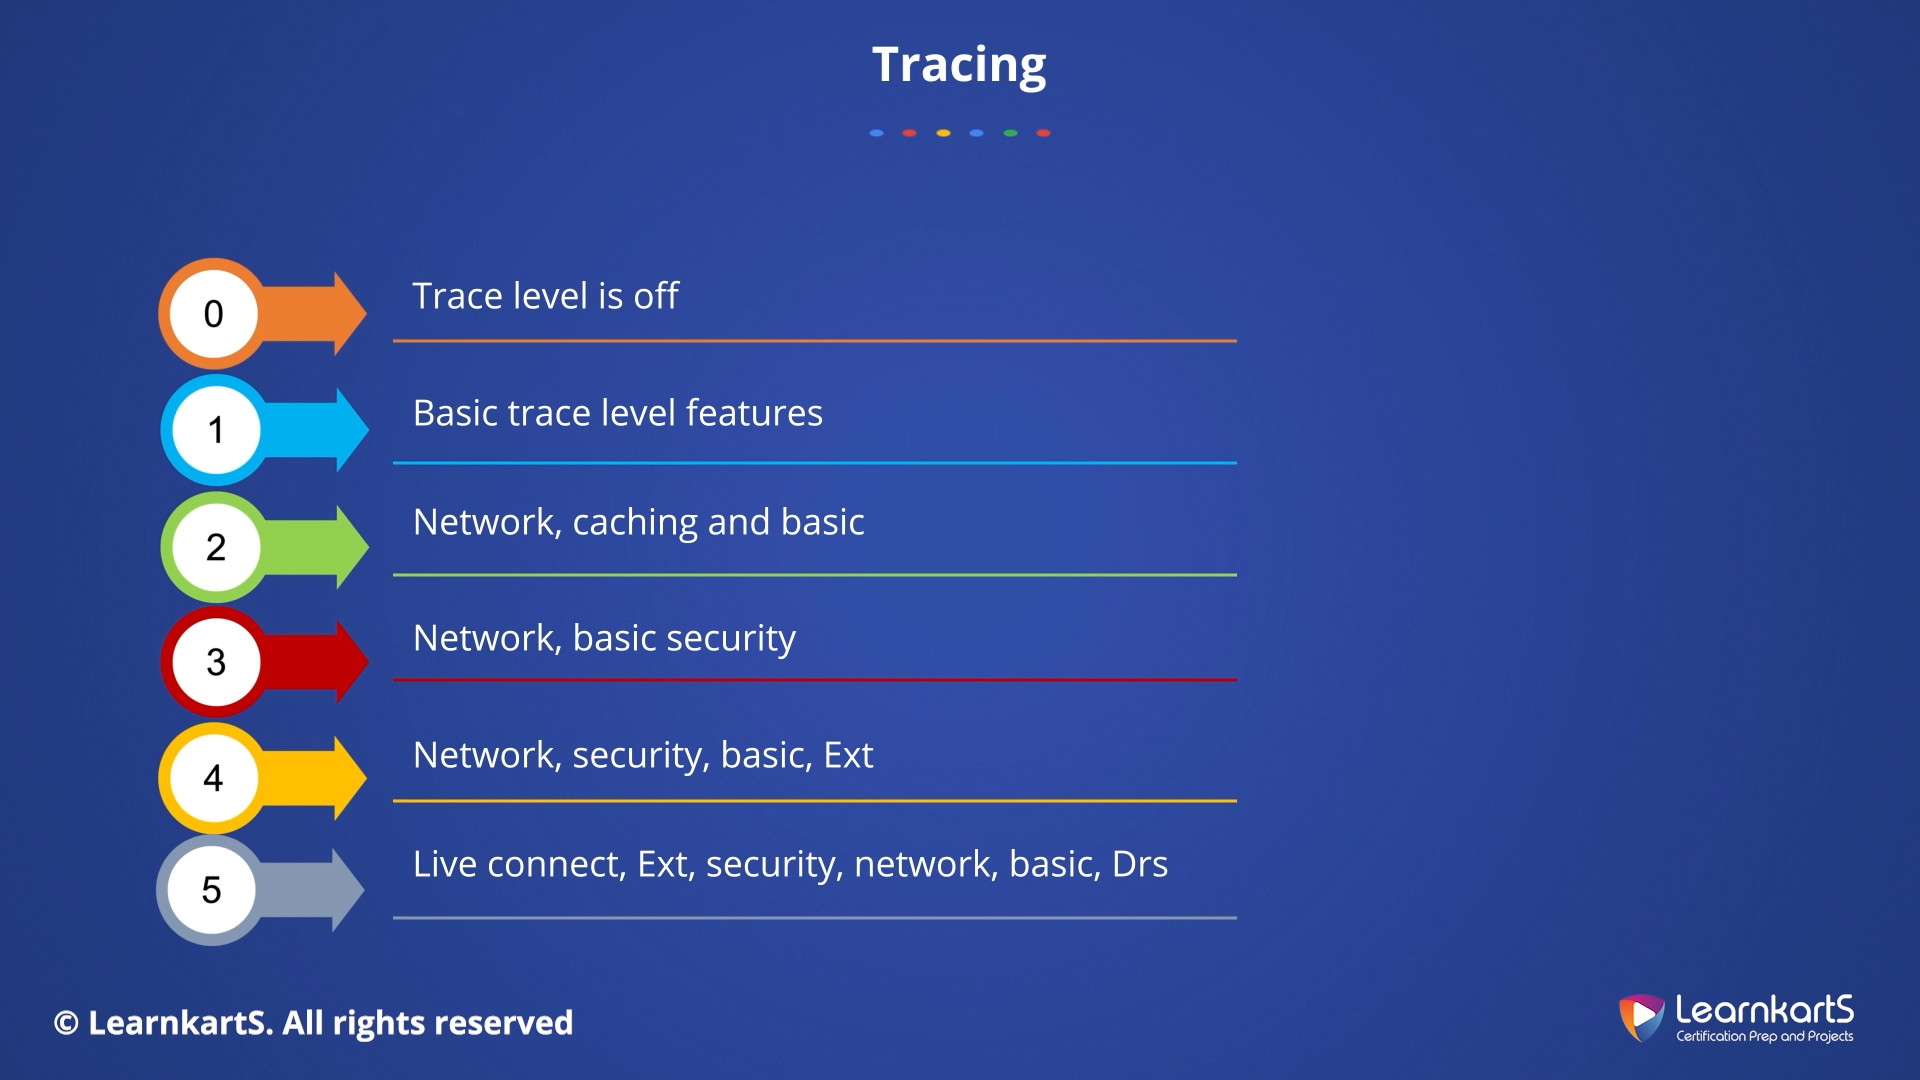 Tracing
0
Trace level is off
1
Basic trace level features
2
Network, caching and basic
3
Network, basic security
4
Network, security, basic, Ext
5
Live connect, Ext, security, network, basic, Drs
© LearnkartS. All rights reserved
LearnkartS
Certification Prep and Projects